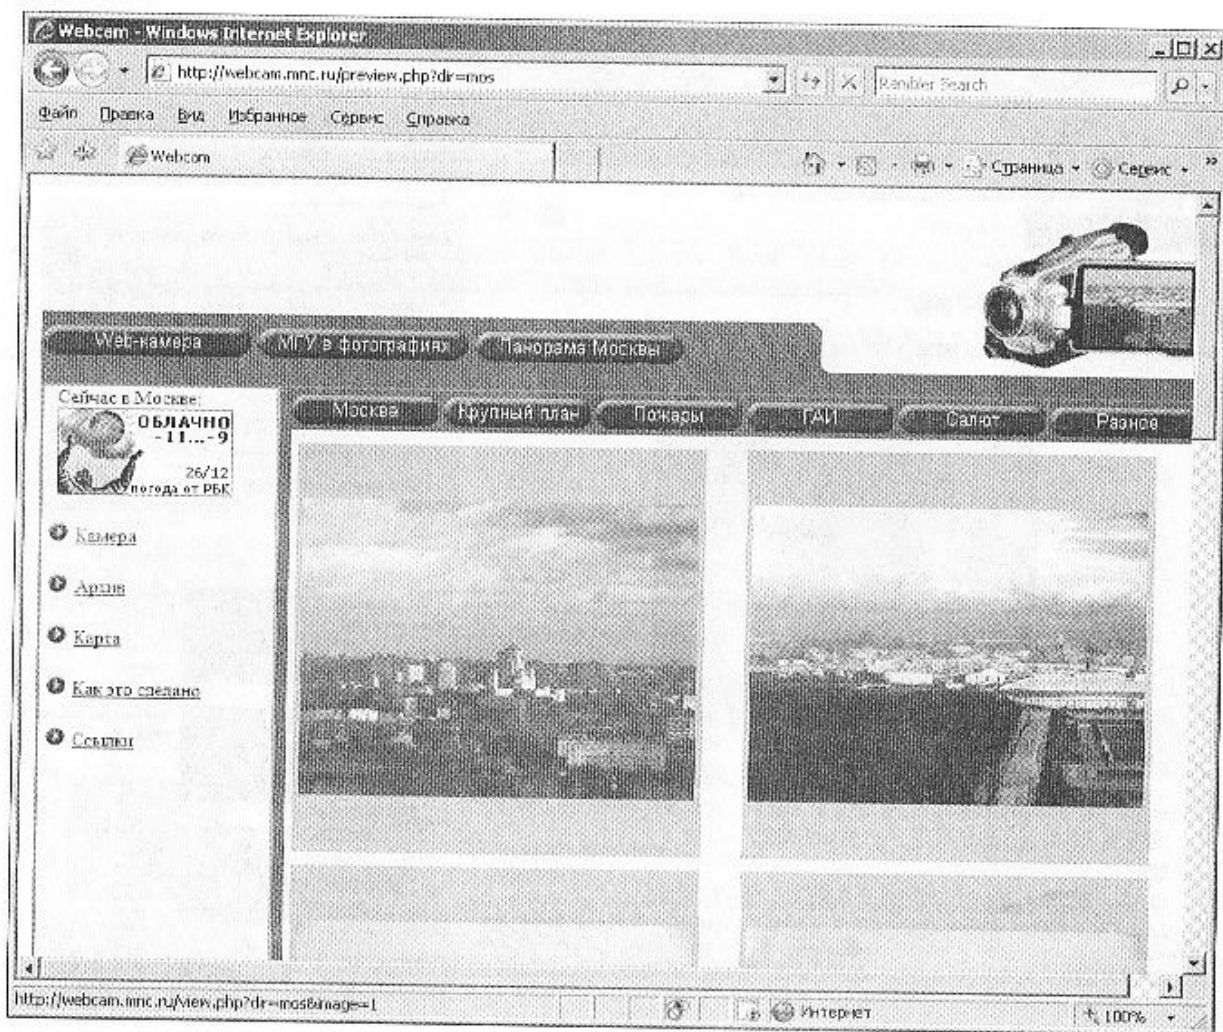 Webcam - Windows Internet Explorer
http://webcam.mnc.ru/preview.php?dir=mos
Rambler Search
Файл Правка Вид Избранное Сервис Справка
Webcam
Страница Сервис
Web-камера МГУ в фотографиях Панорама Москвы
Сейчас в Москве:
ОБЛАЧНО
-11...-9
26/12
погода от РБК
Москва Крупный план Пожары ГАИ Салют Разное
Камера
Архив
Карта
Как это сделано
Ссылки
http://webcam.mnc.ru/view.php?dir=mos&image=1
Интернет
100%